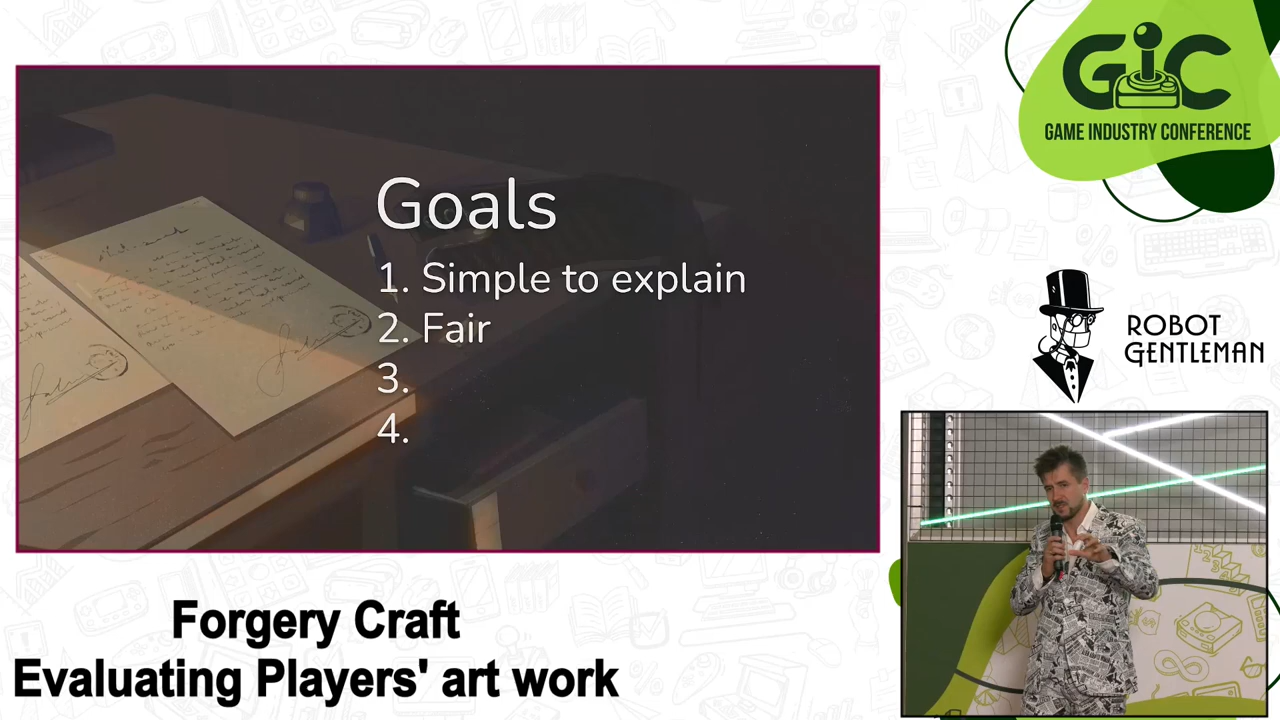 GiC
GAME INDUSTRY CONFERENCE
Goals
1. Simple to explain
2. Fair
3.
4.
ROBOT
GENTLEMAN
Forgery Craft
Evaluating Players' art work